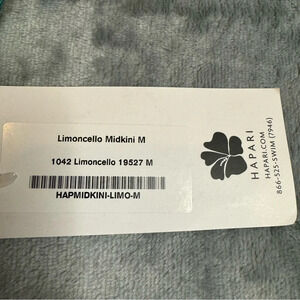 Limoncello Midkini M
1042 Limoncello 19527 M
HAPMIDKINI-LIMO-M
HAPARI
HAPARI.COM
866-525-SWIM (7946)